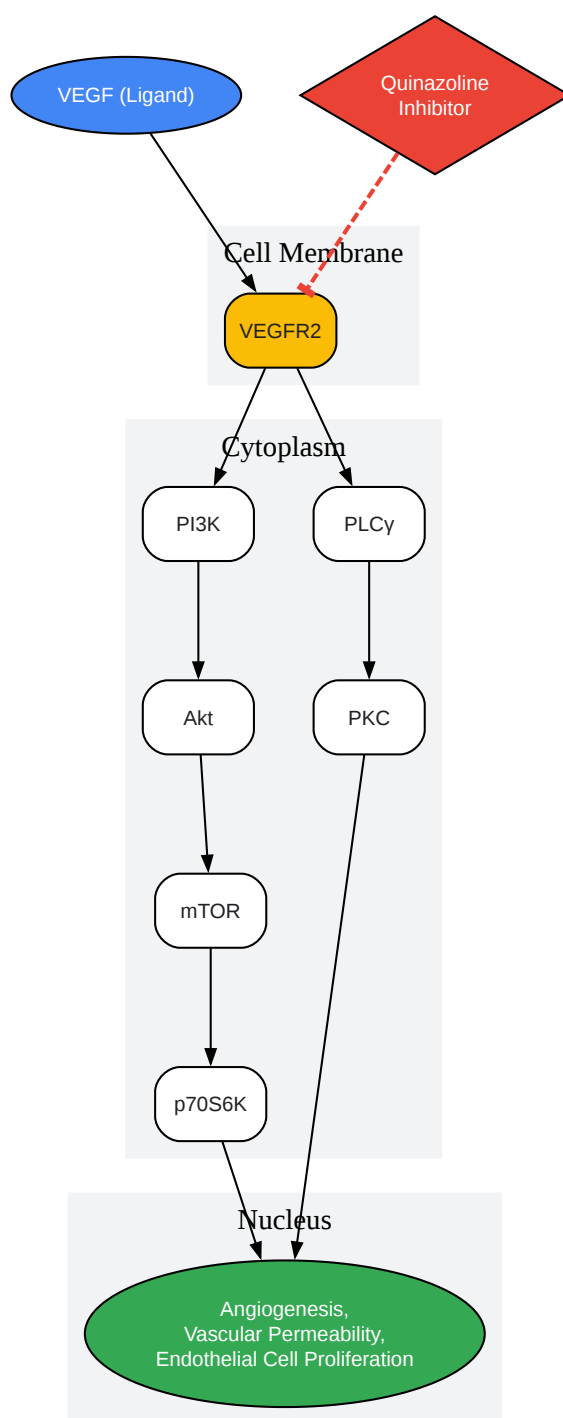 VEGF (Ligand)
Quinazoline
Inhibitor
Cell Membrane
VEGFR2
Cytoplasm
PI3K
PLCγ
Akt
PKC
mTOR
p70S6K
Nucleus
Angiogenesis,
Vascular Permeability,
Endothelial Cell Proliferation